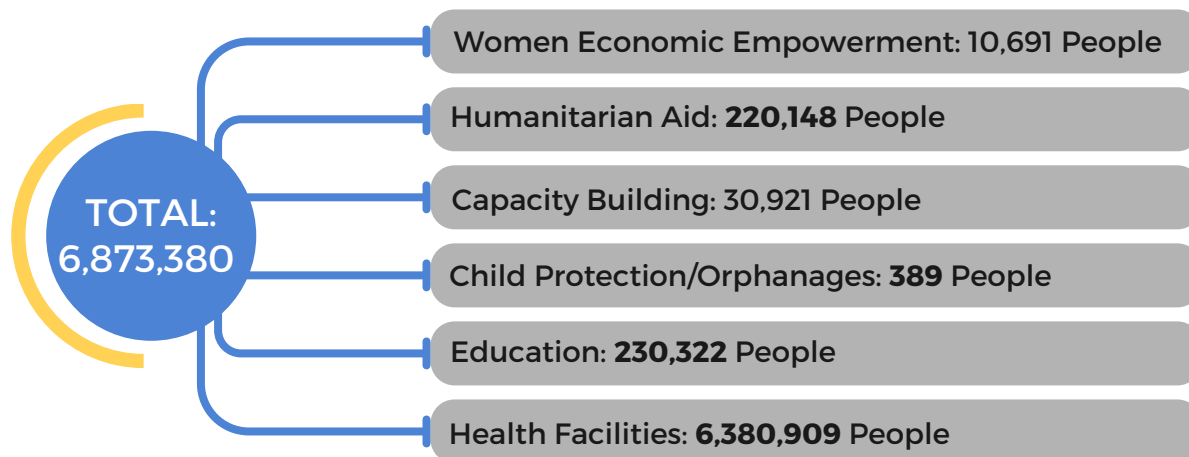 Women Economic Empowerment: 10,691 People
Humanitarian Aid: 220,148 People
Capacity Building: 30,921 People
TOTAL:
6,873,380
Child Protection/Orphanages: 389 People
Education: 230,322 People
Health Facilities: 6,380,909 People